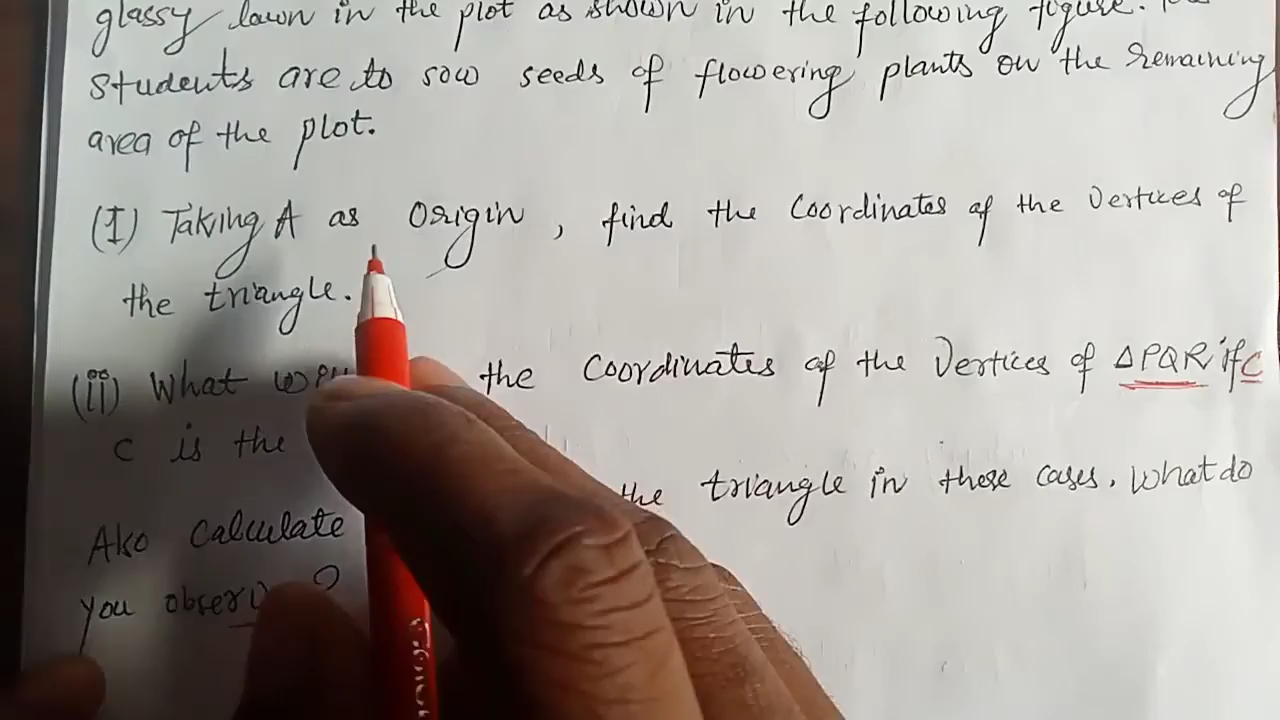 glassy lawn in the plot as shown in the following figure. The
students are to sow seeds of flowering plants on the remaining
area of the plot.
(I) Taking A as Origin, find the Coordinates of the Vertices of
the triangle.
(ii) What the Coordinates of the Vertices of ΔPQR if C
C is the
the triangle in these cases. What do
Also Calculate
you observe?